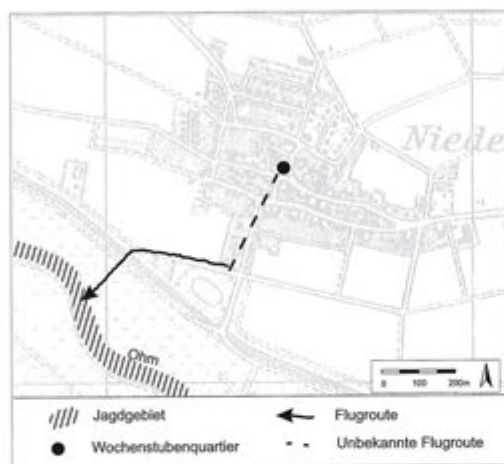 Niede
Ohm
0 100 200m
Jagdgebiet
Flugroute
Wochenstubenquartier
Unbekannte Flugroute